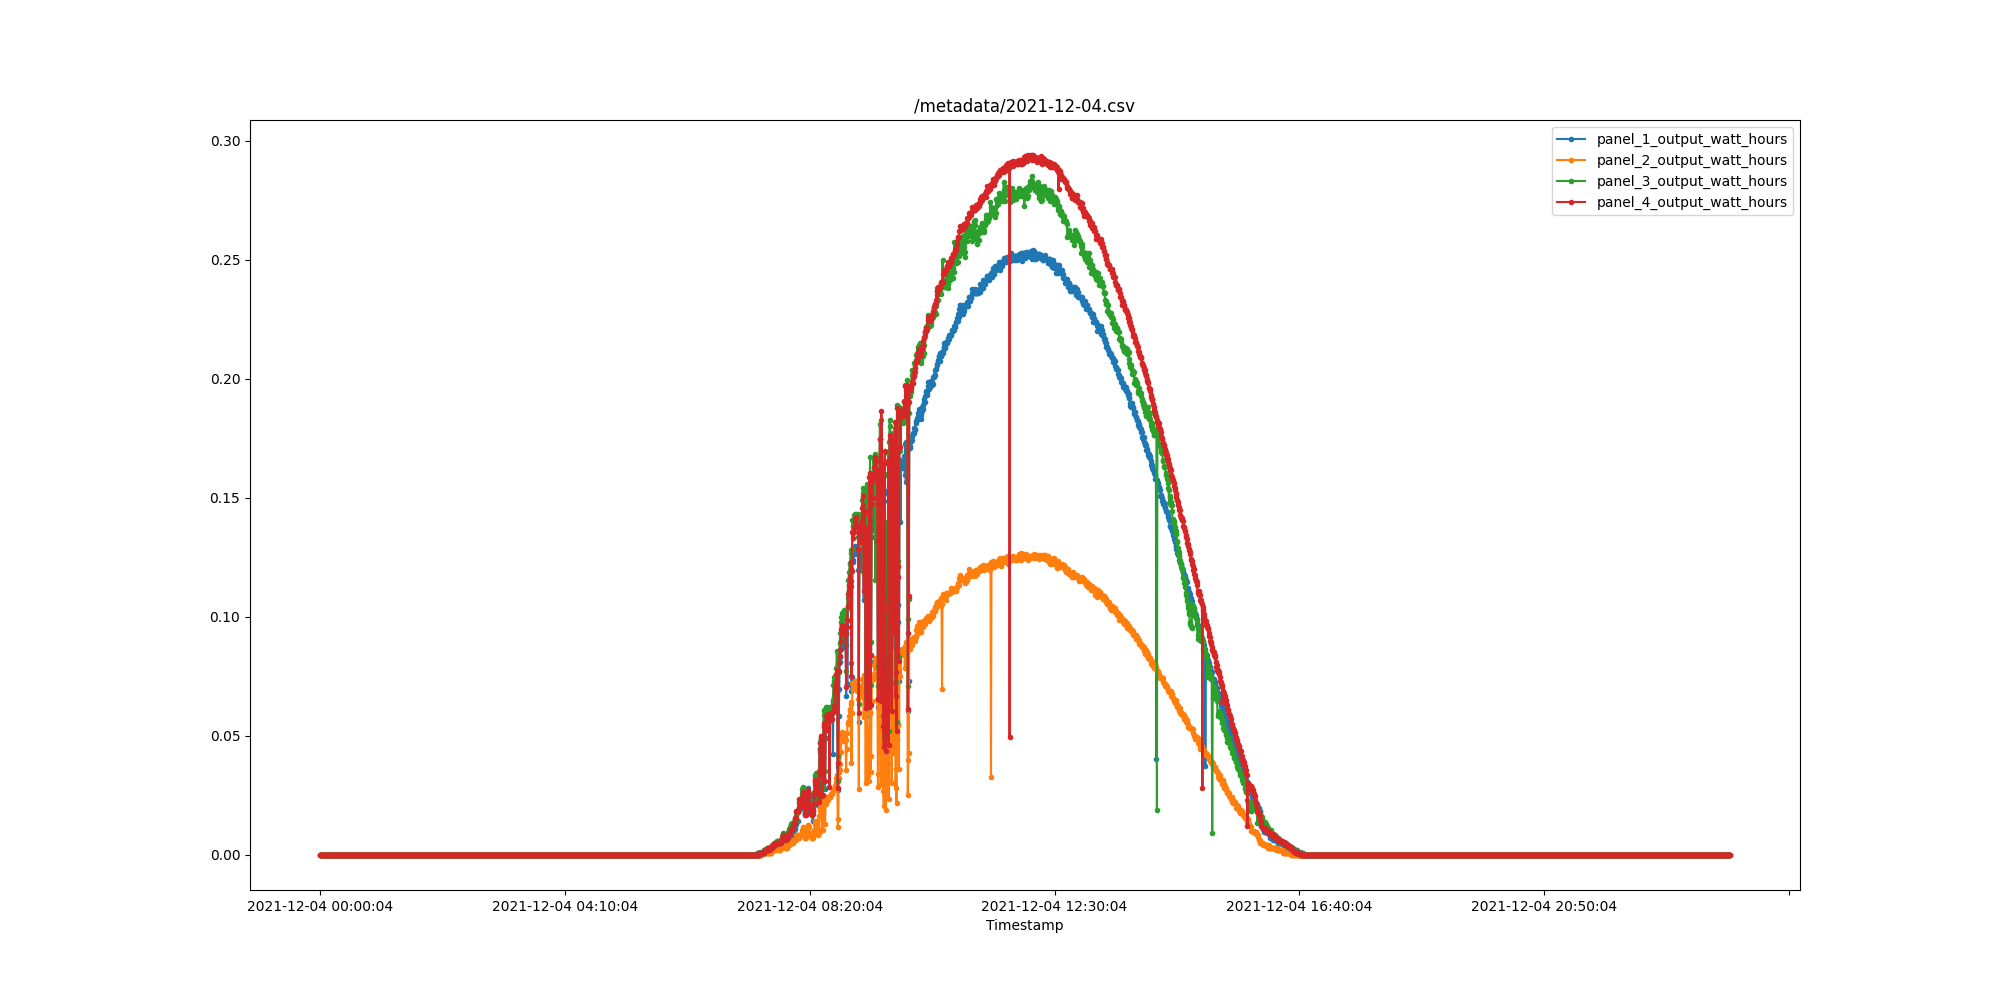 /metadata/2021-12-04.csv
0.30
0.25
0.20
0.15
0.10
0.05
0.00
panel_1_output_watt_hours
panel_2_output_watt_hours
panel_3_output_watt_hours
panel_4_output_watt_hours
2021-12-04 00:00:04 2021-12-04 04:10:04 2021-12-04 08:20:04 2021-12-04 12:30:04 2021-12-04 16:40:04 2021-12-04 20:50:04
Timestamp